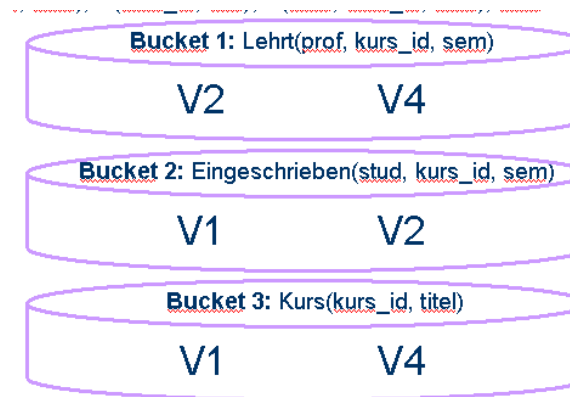 Bucket 1: Lehrt(prof, kurs_id, sem)
V2 V4
Bucket 2: Eingeschrieben(stud, kurs_id, sem)
V1 V2
Bucket 3: Kurs(kurs_id, titel)
V1 V4